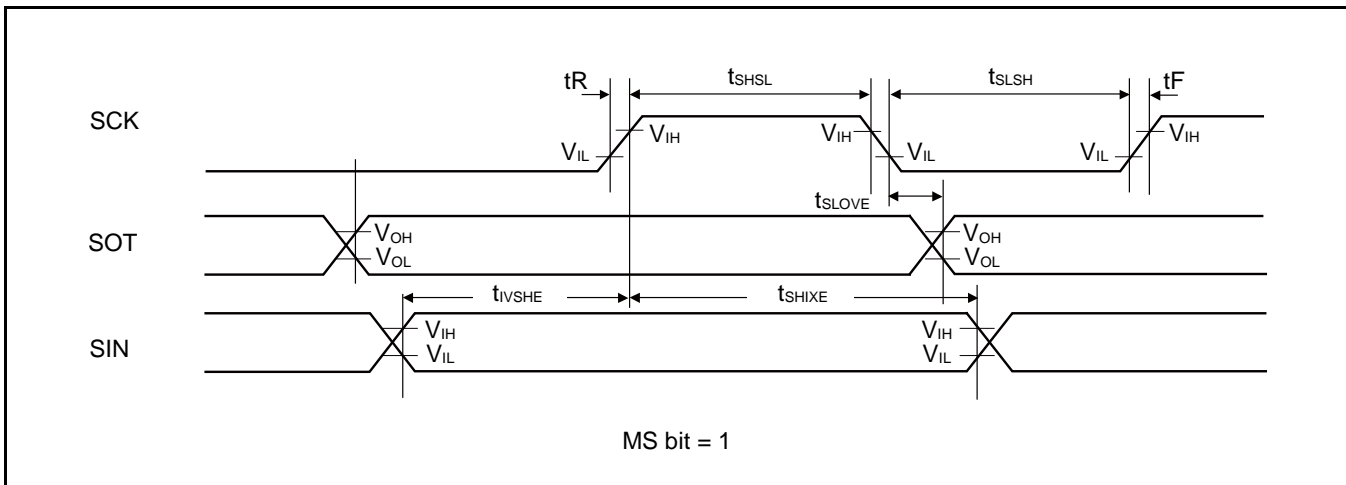 tR tSHSL tSLSH tF
SCK
VIH VIH VIH
VIL VIL VIL
tSLOVE
SOT
VOH VOH
VOL VOL
tIVSHE tSHIXE
SIN
VIH VIH
VIL VIL
MS bit = 1